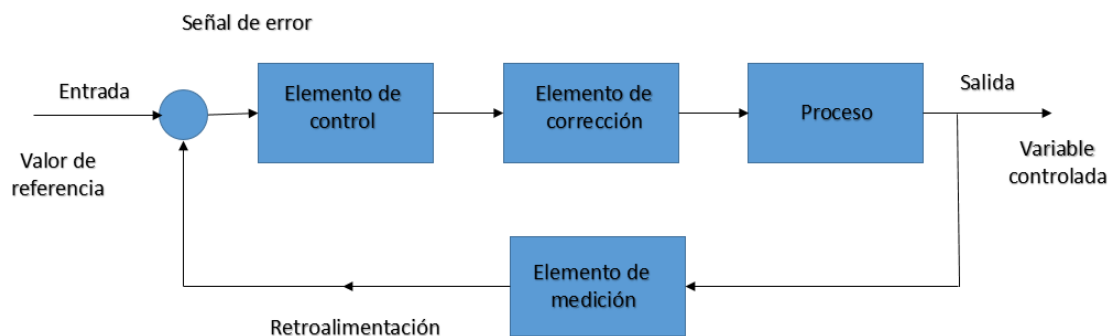 Señal de error
Entrada
Valor de
referencia
Elemento de
control
Elemento de
corrección
Proceso
Salida
Variable
controlada
Elemento de
medición
Retroalimentación